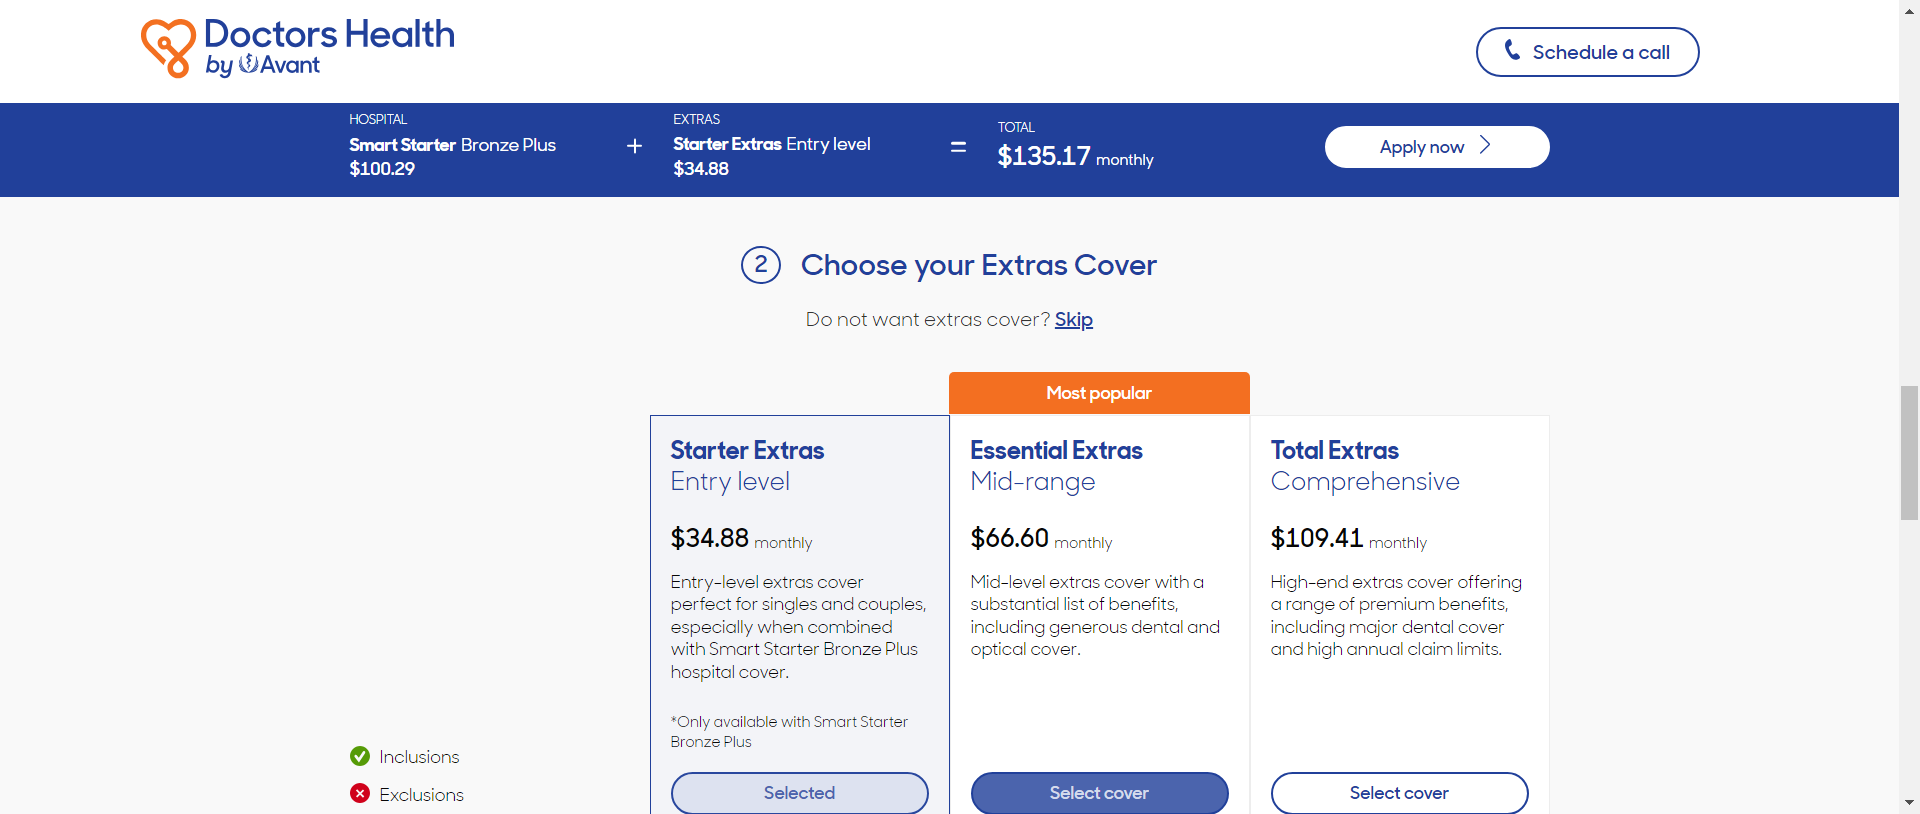 Doctors Health
by Avant
Schedule a call
HOSPITAL
Smart Starter Bronze Plus
$100.29
+
EXTRAS
Starter Extras Entry level
$34.88
=
TOTAL
$135.17 monthly
Apply now
2 Choose your Extras Cover
Do not want extras cover? Skip
Most popular
Starter Extras
Entry level
$34.88 monthly
Entry-level extras cover
perfect for singles and couples,
especially when combined
with Smart Starter Bronze Plus
hospital cover.
*Only available with Smart Starter
Bronze Plus
Selected
Essential Extras
Mid-range
$66.60 monthly
Mid-level extras cover with a
substantial list of benefits,
including generous dental and
optical cover.
Select cover
Total Extras
Comprehensive
$109.41 monthly
High-end extras cover offering
a range of premium benefits,
including major dental cover
and high annual claim limits.
Select cover
Inclusions
Exclusions